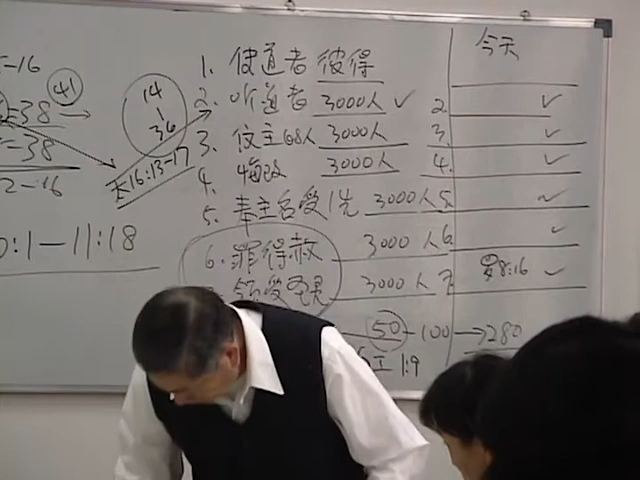 今天
1. 使道者 彼得
2. 听道者 3000人 ✓ 2. ✓
3. 信主的人 3000人 3. ✓
4. 悔改 3000人 4. ✓
5. 奉主名受洗 3000人 5. ✓
6. 罪得赦 3000人 6. ✓
领受圣灵 3000人 7. 罗8:16 ✓
50 - 100 → 280
1:9
-16
41
-38 →
-38
2-16
14
|
36
太16:13-17
0:1-11:18